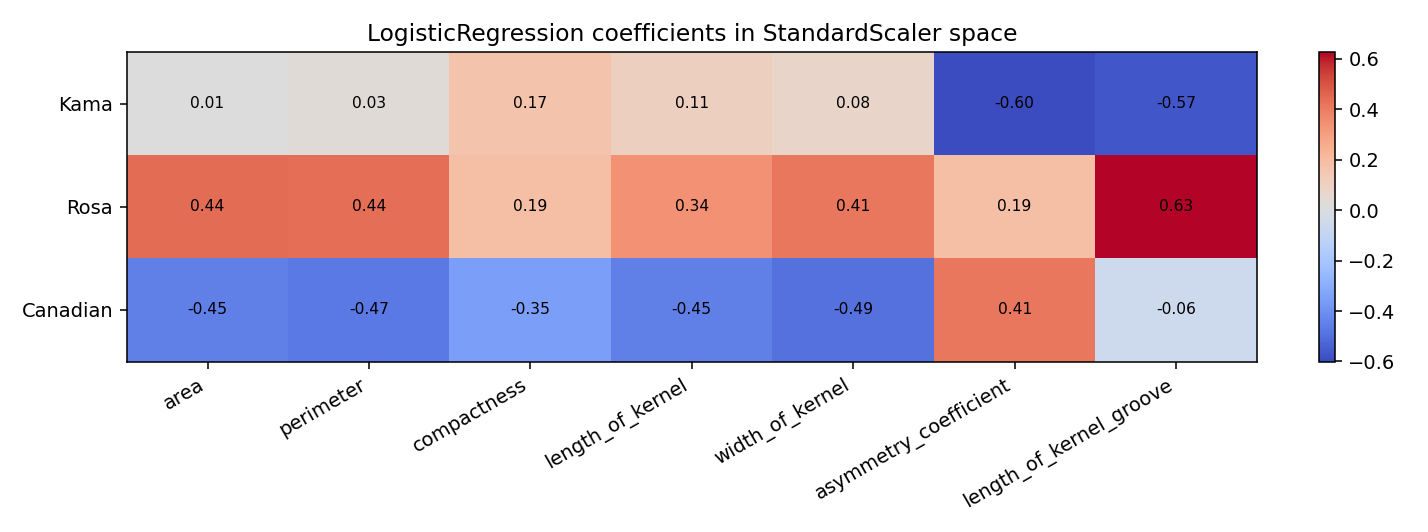 LogisticRegression coefficients in StandardScaler space
Kama 0.01 0.03 0.17 0.11 0.08 -0.60 -0.57
Rosa 0.44 0.44 0.19 0.34 0.41 0.19 0.63
Canadian -0.45 -0.47 -0.35 -0.45 -0.49 0.41 -0.06
area perimeter compactness length_of_kernel width_of_kernel asymmetry_coefficient length_of_kernel_groove
0.6
0.4
0.2
0.0
−0.2
−0.4
−0.6